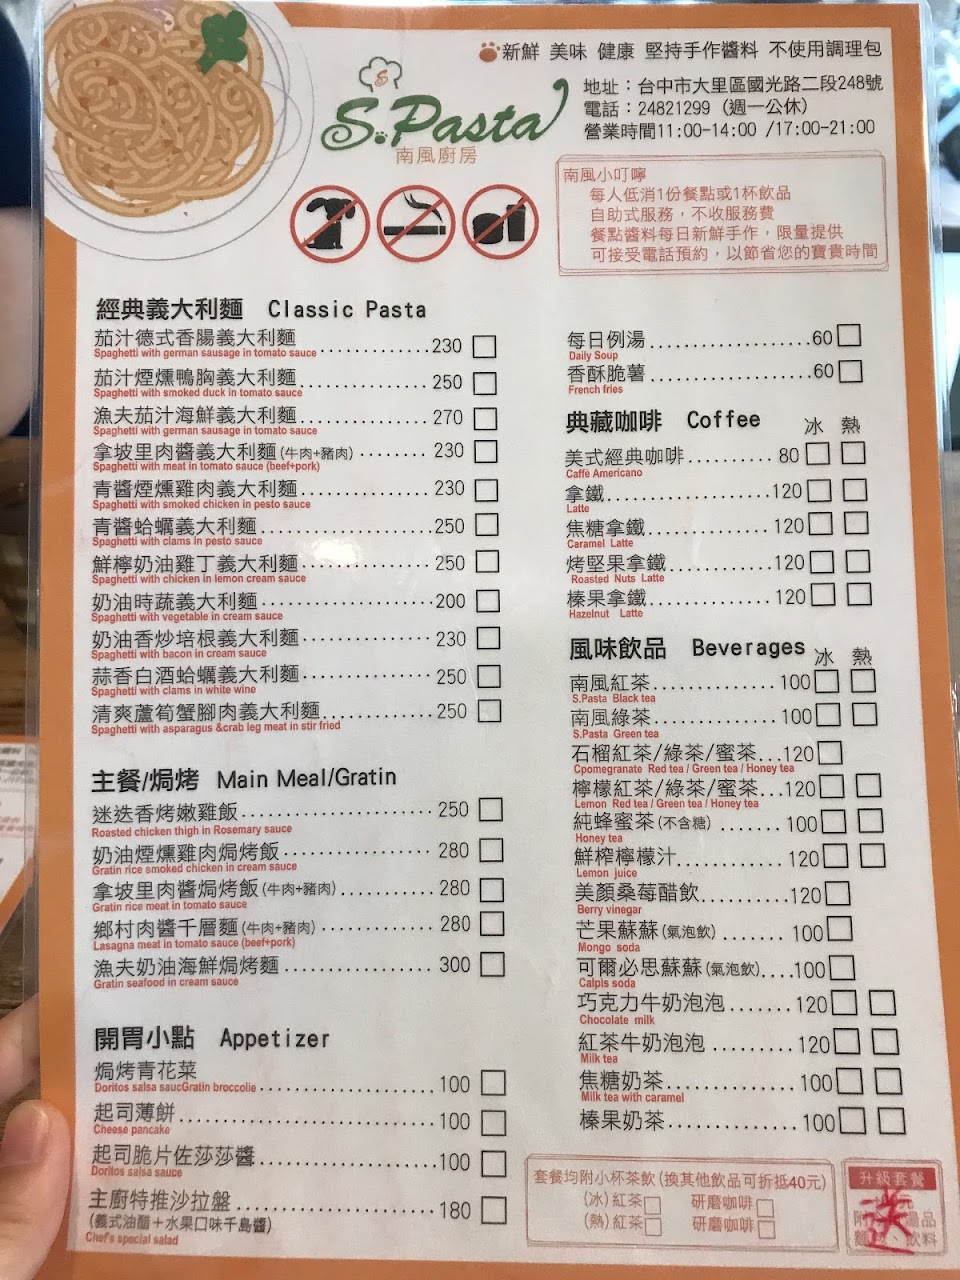 新鮮 美味 健康 堅持手作醬料 不使用調理包
S.Pasta
南風廚房
地址：台中市大里區國光路二段248號
電話：24821299 (週一公休)
營業時間11:00-14:00 /17:00-21:00
南風小叮嚀
每人低消1份餐點或1杯飲品
自助式服務，不收服務費
餐點醬料每日新鮮手作，限量提供
可接受電話預約，以節省您的寶貴時間
經典義大利麵 Classic Pasta
茄汁德式香腸義大利麵 230
Spaghetti with german sausage in tomato sauce
茄汁煙燻鴨胸義大利麵 250
Spaghetti with smoked duck in tomato sauce
漁夫茄汁海鮮義大利麵 270
Spaghetti with german sausage in tomato sauce
拿坡里肉醬義大利麵(牛肉+豬肉) 230
Spaghetti with meat in tomato sauce (beef+pork)
青醬煙燻雞肉義大利麵 230
Spaghetti with smoked chicken in pesto sauce
青醬蛤蠣義大利麵 250
Spaghetti with clams in pesto sauce
鮮檸奶油雞丁義大利麵 250
Spaghetti with chicken in lemon cream sauce
奶油時蔬義大利麵 200
Spaghetti with vegetable in cream sauce
奶油香炒培根義大利麵 230
Spaghetti with bacon in cream sauce
蒜香白酒蛤蠣義大利麵 250
Spaghetti with clams in white wine
清爽蘆筍蟹腳肉義大利麵 250
Spaghetti with asparagus &crab leg meat in stir fried
主餐/焗烤 Main Meal/Gratin
迷迭香烤嫩雞飯 250
Roasted chicken thigh in Rosemary sauce
奶油煙燻雞肉焗烤飯 280
Gratin rice smoked chicken in cream sauce
拿坡里肉醬焗烤飯(牛肉+豬肉) 280
Gratin rice meat in tomato sauce
鄉村肉醬千層麵(牛肉+豬肉) 280
Lasagna meat in tomato sauce (beef+pork)
漁夫奶油海鮮焗烤麵 300
Gratin seafood in cream sauce
開胃小點 Appetizer
焗烤青花菜
Doritos salsa saucGratin broccolie 100
起司薄餅 100
Cheese pancake
起司脆片佐莎莎醬 100
Doritos salsa sauce
主廚特推沙拉盤 180
(義式油醋＋水果口味千島醬)
Chef's special salad
每日例湯 60
Daily Soup
香酥脆薯 60
French fries
典藏咖啡 Coffee 冰 熱
美式經典咖啡 80
Caffè Americano
拿鐵 120
Latte
焦糖拿鐵 120
Caramel Latte
烤堅果拿鐵 120
Roasted Nuts Latte
榛果拿鐵 120
Hazelnut Latte
風味飲品 Beverages 冰 熱
南風紅茶 100
S.Pasta Black tea
南風綠茶 100
S.Pasta Green tea
石榴紅茶/綠茶/蜜茶 120
Cpomegranate Red tea / Green tea / Honey tea
檸檬紅茶/綠茶/蜜茶 120
Lemon Red tea / Green tea / Honey tea
純蜂蜜茶(不含糖) 100
Honey tea
鮮榨檸檬汁 120
Lemon juice
美顏桑莓醋飲 120
Berry vinegar
芒果蘇蘇(氣泡飲) 100
Mongo soda
可爾必思蘇蘇(氣泡飲) 100
Calpis soda
巧克力牛奶泡泡 120
Chocolate milk
紅茶牛奶泡泡 120
Milk tea
焦糖奶茶 100
Milk tea with caramel
榛果奶茶 100
套餐均附小杯茶飲(換其他飲品可折抵40元)
(冰)紅茶 研磨咖啡
(熱)紅茶 研磨咖啡
升級套餐
元
附 湯品
麵包、飲料
送